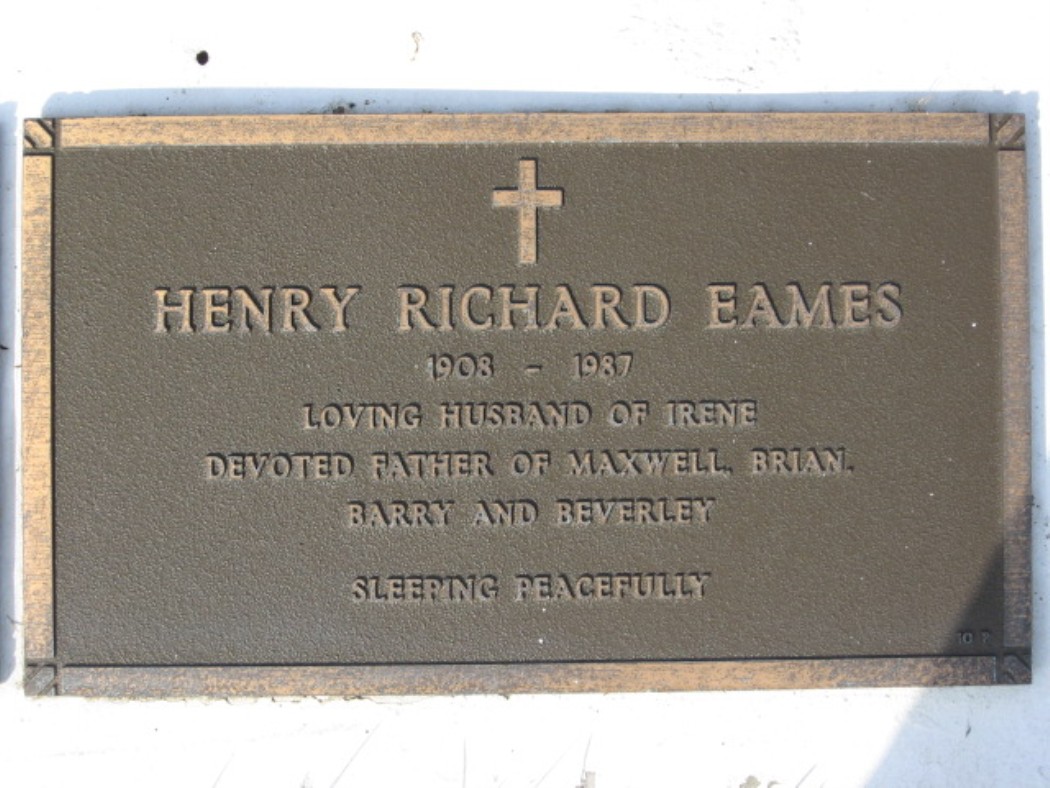 HENRY RICHARD EAMES
1908 - 1987
LOVING HUSBAND OF IRENE
DEVOTED FATHER OF MAXWELL, BRIAN,
BARRY AND BEVERLEY
SLEEPING PEACEFULLY
10